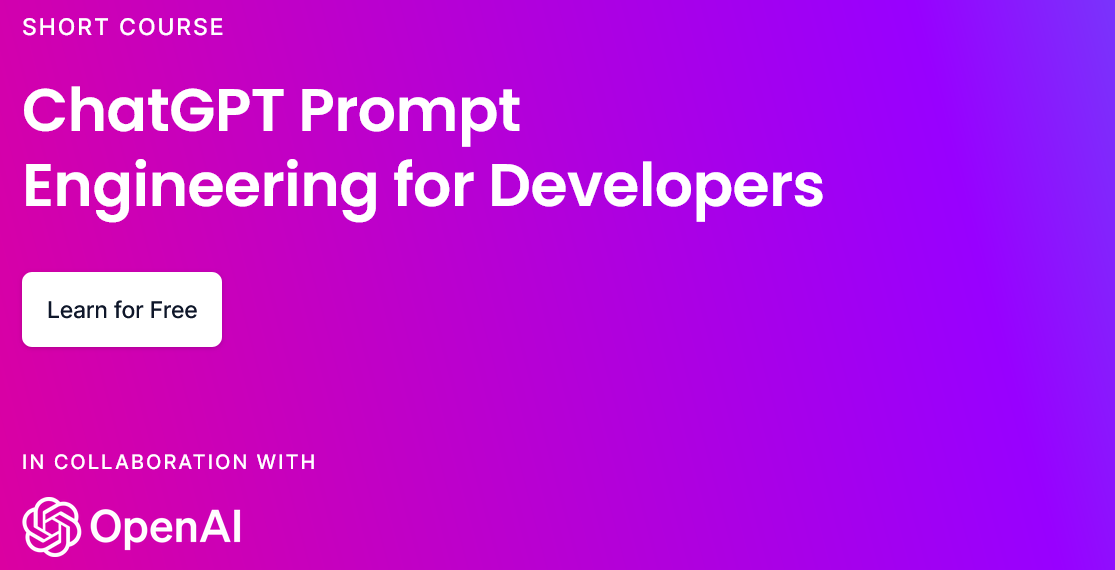 SHORT COURSE
ChatGPT Prompt
Engineering for Developers
Learn for Free
IN COLLABORATION WITH
OpenAI